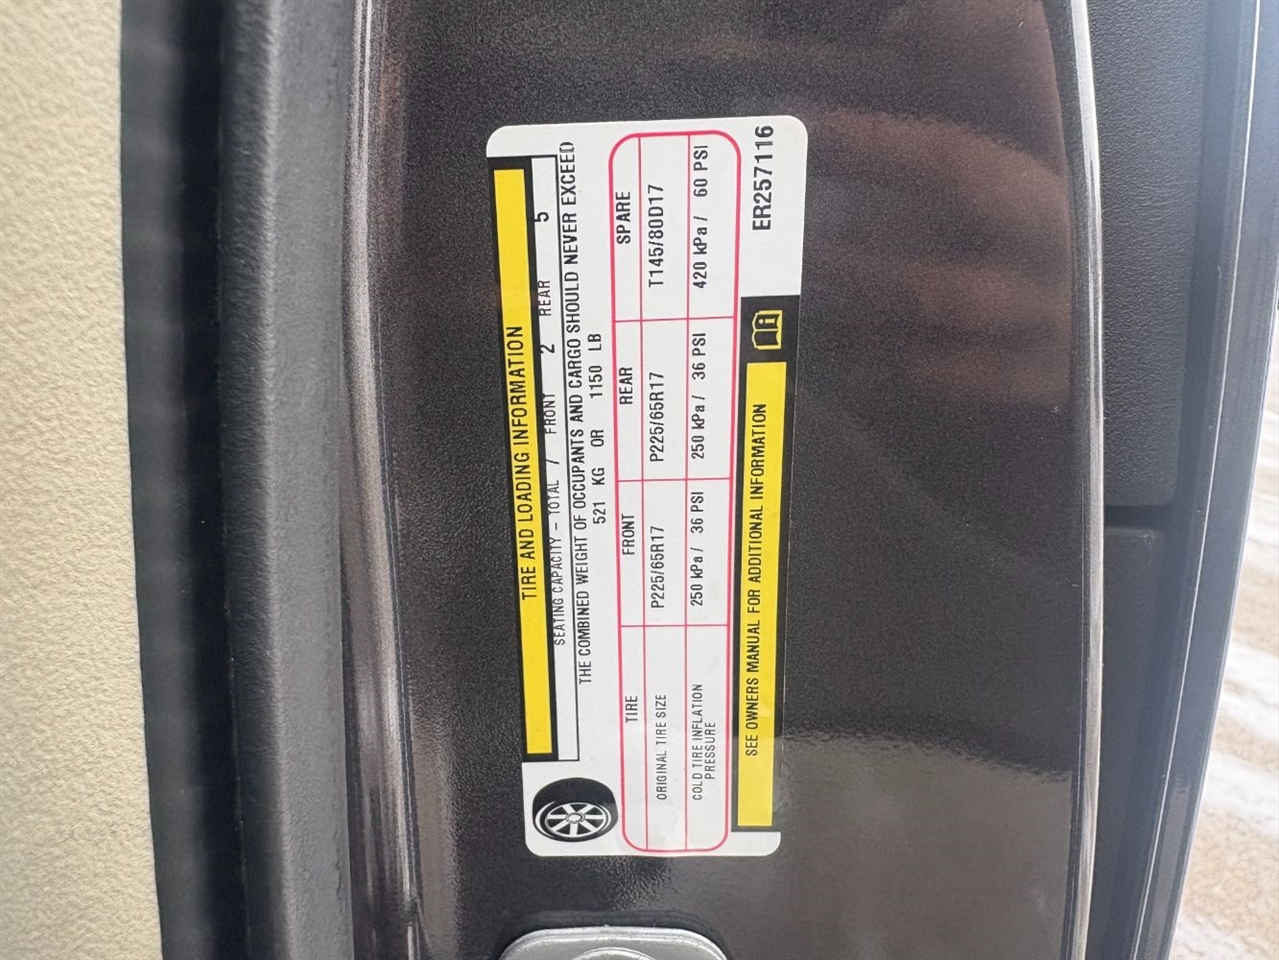 TIRE AND LOADING INFORMATION
SEATING CAPACITY – TOTAL / FRONT 2 REAR 5
THE COMBINED WEIGHT OF OCCUPANTS AND CARGO SHOULD NEVER EXCEED
521 KG OR 1150 LB
TIRE FRONT REAR SPARE
ORIGINAL TIRE SIZE P225/65R17 P225/65R17 T145/80D17
COLD TIRE INFLATION PRESSURE 250 kPa / 36 PSI 250 kPa / 36 PSI 420 kPa / 60 PSI
SEE OWNERS MANUAL FOR ADDITIONAL INFORMATION
ER257116